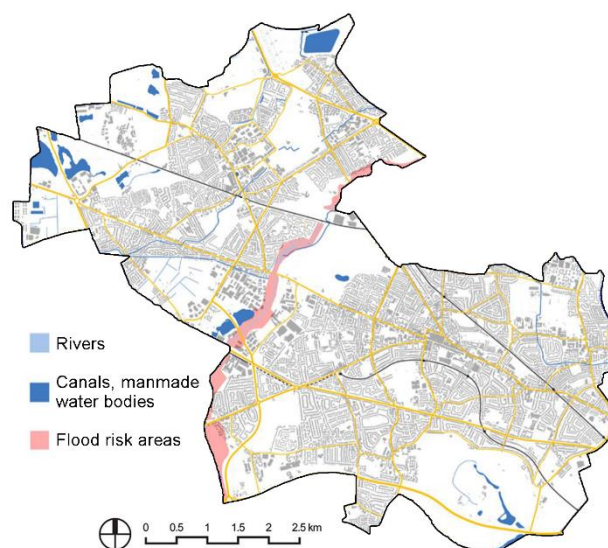 Rivers
Canals, manmade
water bodies
Flood risk areas
0 0.5 1 1.5 2 2.5 km